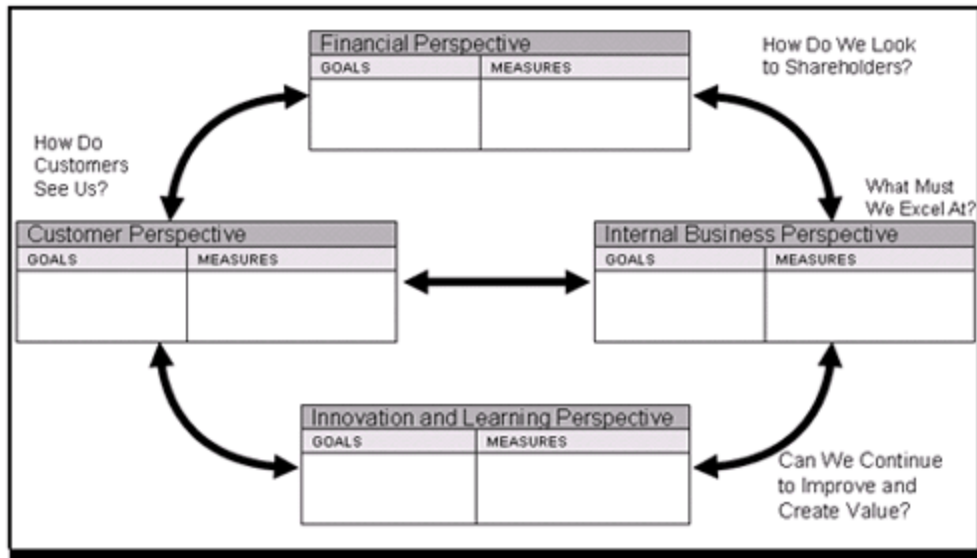 Financial Perspective
GOALS MEASURES
How Do We Look
to Shareholders?
How Do
Customers
See Us?
What Must
We Excel At?
Customer Perspective
GOALS MEASURES
Internal Business Perspective
GOALS MEASURES
Innovation and Learning Perspective
GOALS MEASURES
Can We Continue
to Improve and
Create Value?